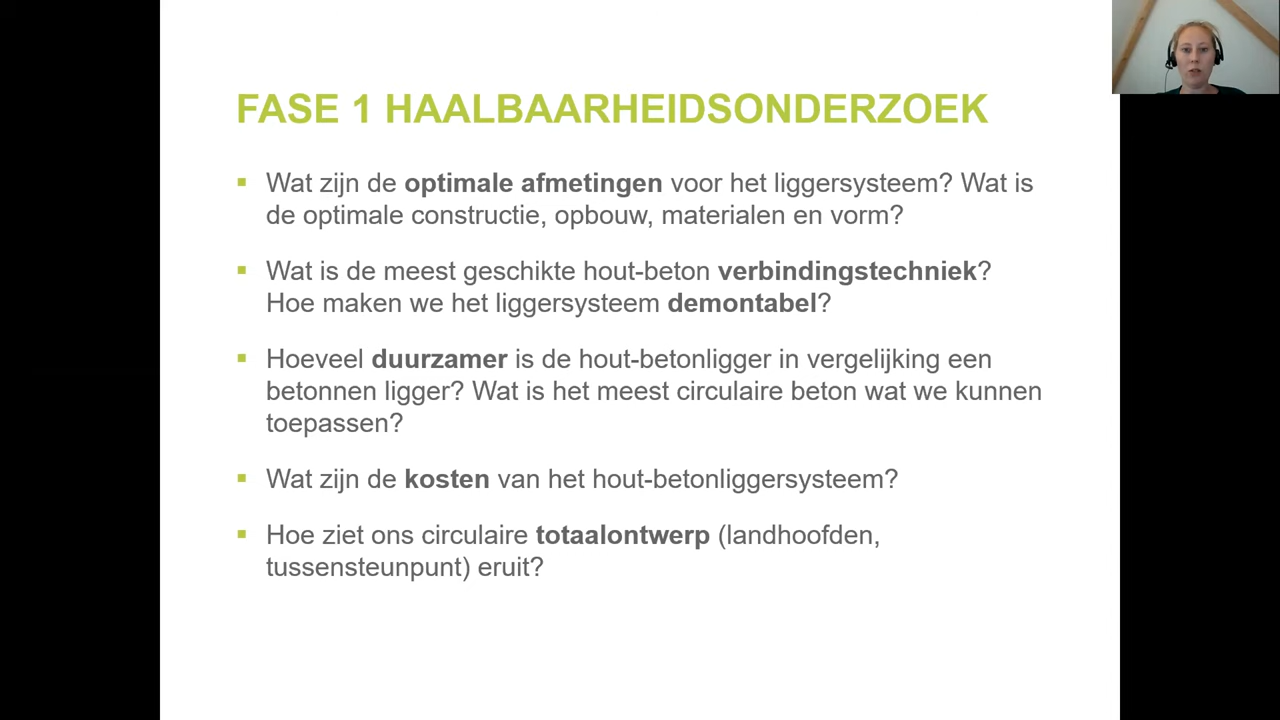 FASE 1 HAALBAARHEIDSONDERZOEK
Wat zijn de optimale afmetingen voor het liggersysteem? Wat is
de optimale constructie, opbouw, materialen en vorm?
Wat is de meest geschikte hout-beton verbindingstechniek?
Hoe maken we het liggersysteem demontabel?
Hoeveel duurzamer is de hout-betonligger in vergelijking een
betonnen ligger? Wat is het meest circulaire beton wat we kunnen
toepassen?
Wat zijn de kosten van het hout-betonliggersysteem?
Hoe ziet ons circulaire totaalontwerp (landhoofden,
tussensteunpunt) eruit?